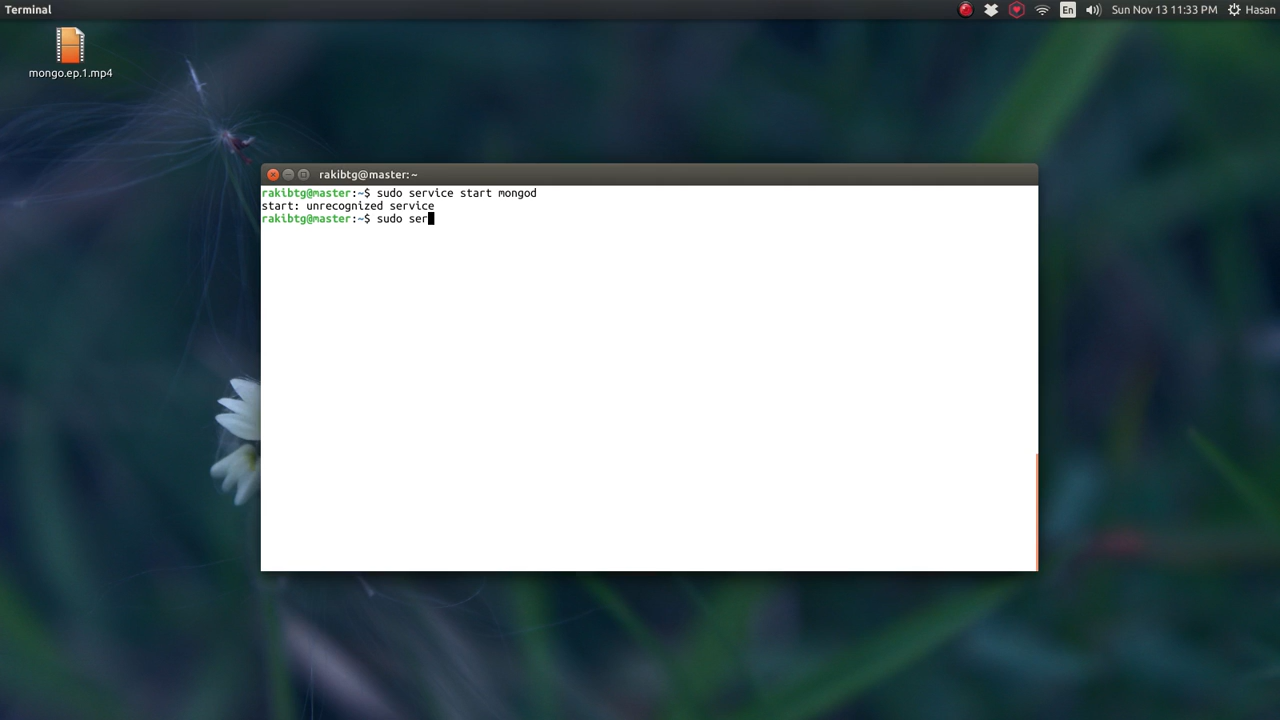 Terminal
En
Sun Nov 13 11:33 PM
Hasan
mongo.ep.1.mp4
rakibtg@master: ~
rakibtg@master:~$ sudo service start mongod
start: unrecognized service
rakibtg@master:~$ sudo ser